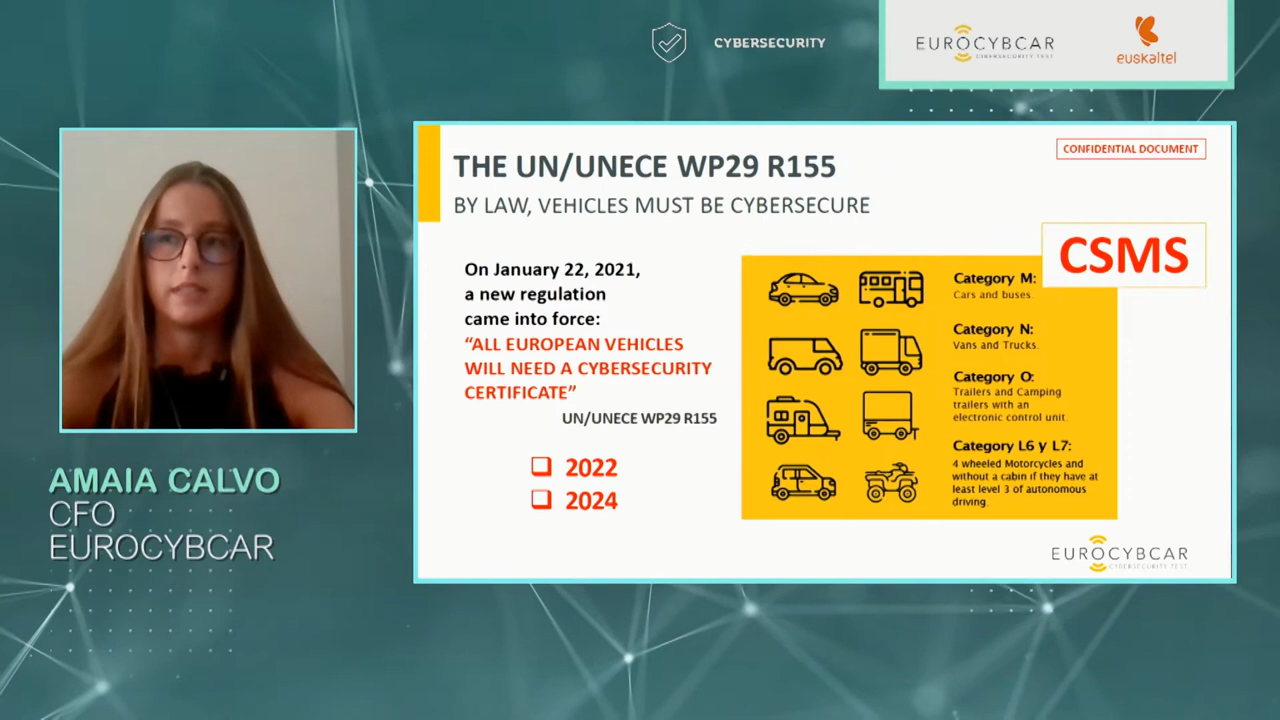 CYBERSECURITY
EUROCYBCAR
CYBERSECURITY TEST
euskaltel
CONFIDENTIAL DOCUMENT
THE UN/UNECE WP29 R155
BY LAW, VEHICLES MUST BE CYBERSECURE
CSMS
On January 22, 2021,
a new regulation
came into force:
“ALL EUROPEAN VEHICLES
WILL NEED A CYBERSECURITY
CERTIFICATE”
UN/UNECE WP29 R155
2022
2024
Category M:
Cars and buses.
Category N:
Vans and Trucks.
Category O:
Trailers and Camping
trailers with an
electronic control unit.
Category L6 y L7:
4 wheeled Motorcycles and
without a cabin if they have at
least level 3 of autonomous
driving.
EUROCYBCAR
CYBERSECURITY TEST
AMAIA CALVO
CFO
EUROCYBCAR